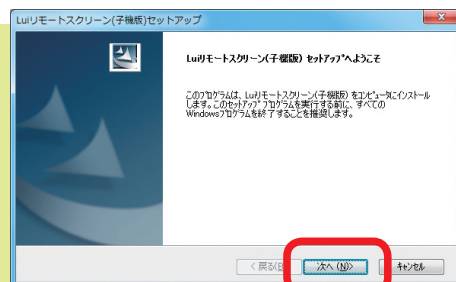 Luiリモートスクリーン(子機版)セットアップ
Luiリモートスクリーン(子機版) ｾｯﾄｱｯﾌﾟへようこそ
このﾌﾟﾛｸﾞﾗﾑは、Luiリモートスクリーン(子機版) をｺﾝﾋﾟｭｰﾀにインストール
します。このｾｯﾄｱｯﾌﾟ ﾌﾟﾛｸﾞﾗﾑを実行する前に、すべての
Windowsﾌﾟﾛｸﾞﾗﾑを終了することを推奨します。
< 戻る(B
次へ (N)>
ｷｬﾝｾﾙ